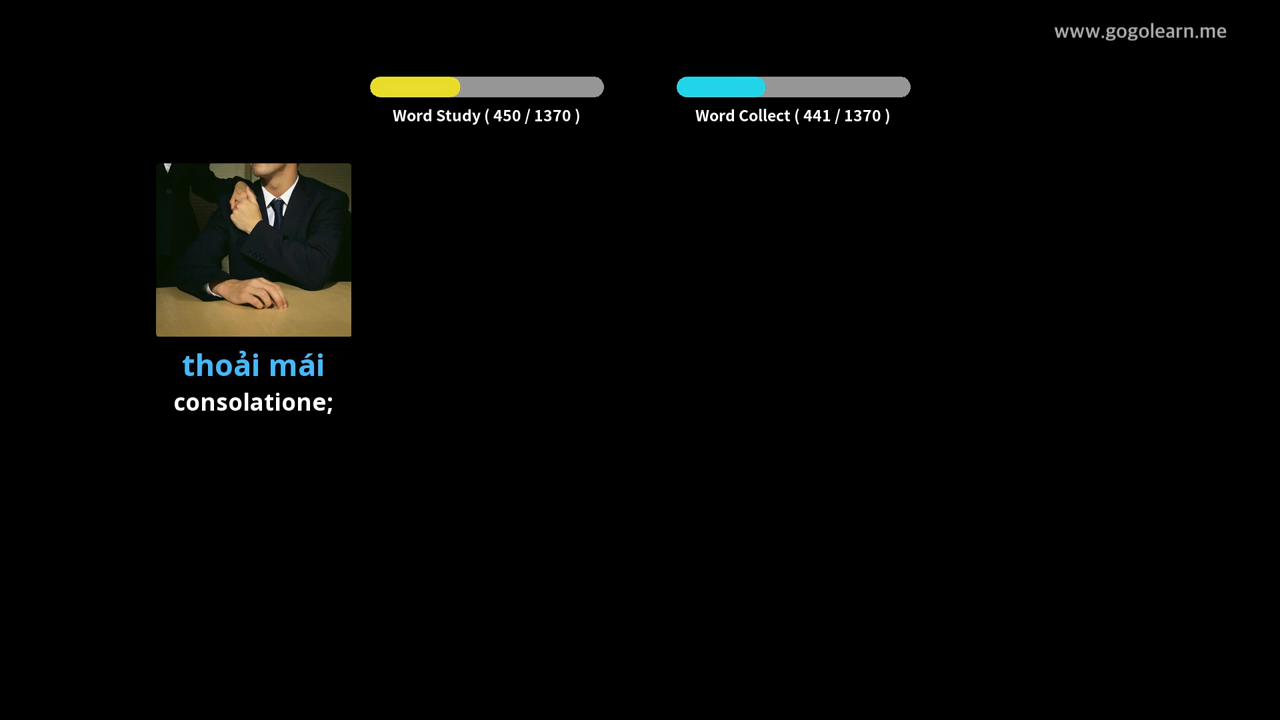 www.gogolearn.me
Word Study ( 450 / 1370 )
Word Collect ( 441 / 1370 )
thoải mái
consolatione;